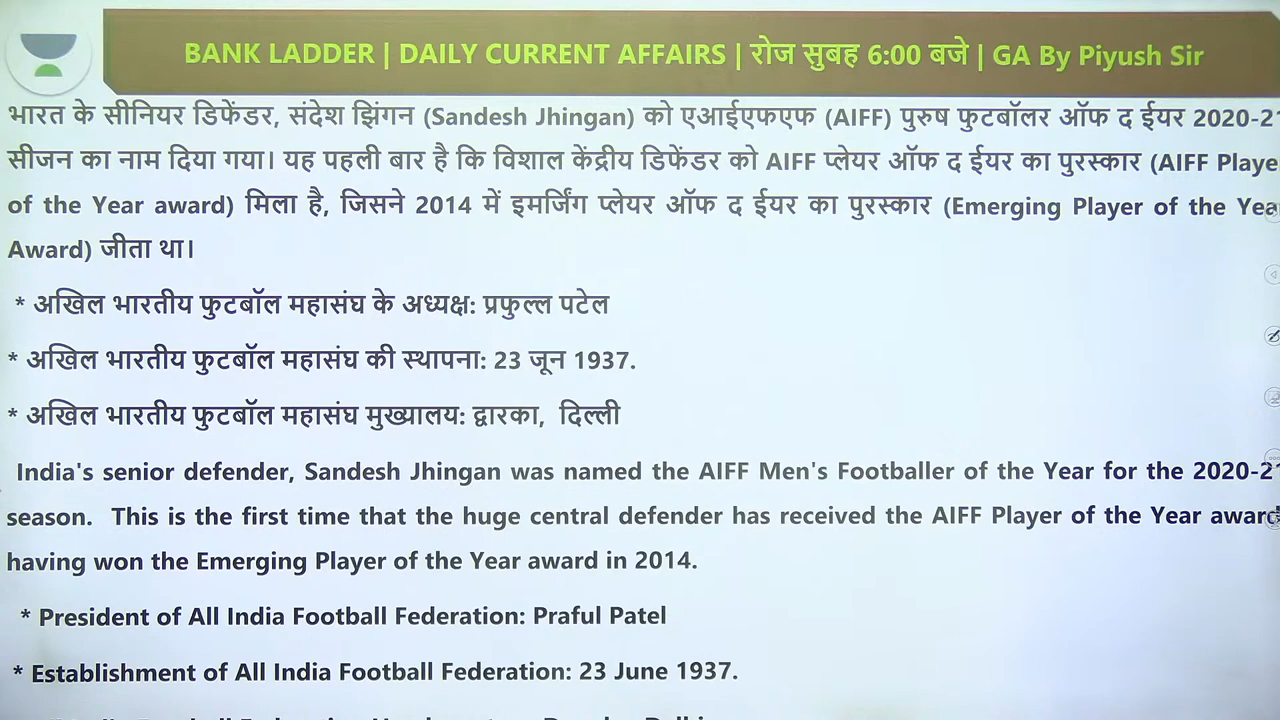 BANK LADDER | DAILY CURRENT AFFAIRS | रोज सुबह 6:00 बजे | GA By Piyush Sir
भारत के सीनियर डिफेंडर, संदेश झिंगन (Sandesh Jhingan) को एआईएफएफ (AIFF) पुरुष फुटबॉलर ऑफ द ईयर 2020-21
सीजन का नाम दिया गया। यह पहली बार है कि विशाल केंद्रीय डिफेंडर को AIFF प्लेयर ऑफ द ईयर का पुरस्कार (AIFF Player
of the Year award) मिला है, जिसने 2014 में इमर्जिंग प्लेयर ऑफ द ईयर का पुरस्कार (Emerging Player of the Year
Award) जीता था।
* अखिल भारतीय फुटबॉल महासंघ के अध्यक्ष: प्रफुल्ल पटेल
* अखिल भारतीय फुटबॉल महासंघ की स्थापना: 23 जून 1937.
* अखिल भारतीय फुटबॉल महासंघ मुख्यालय: द्वारका, दिल्ली
India's senior defender, Sandesh Jhingan was named the AIFF Men's Footballer of the Year for the 2020-21
season. This is the first time that the huge central defender has received the AIFF Player of the Year award
having won the Emerging Player of the Year award in 2014.
* President of All India Football Federation: Praful Patel
* Establishment of All India Football Federation: 23 June 1937.